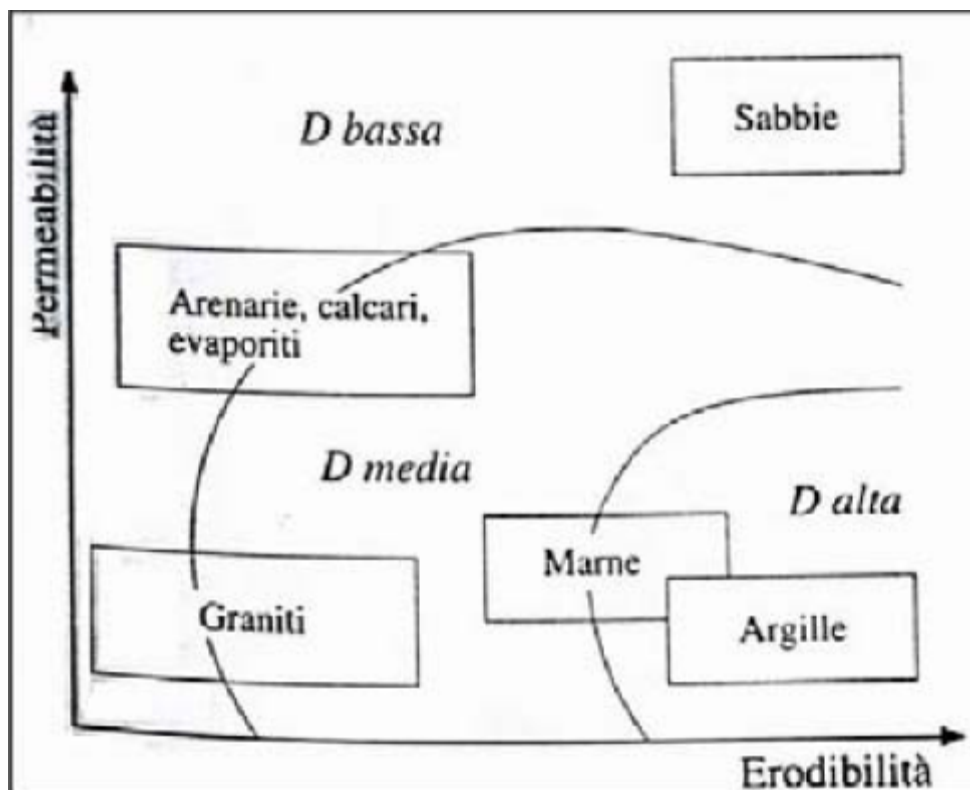 Permeabilità
D bassa
Sabbie
Arenarie, calcari,
evaporiti
D media
D alta
Marne
Graniti
Argille
Erodibilità